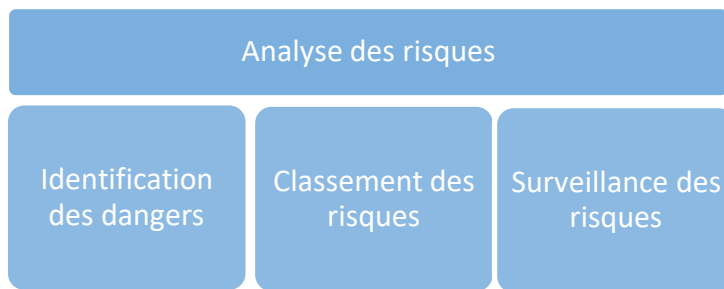 Analyse des risques
Identification
des dangers
Classement des
risques
Surveillance des
risques